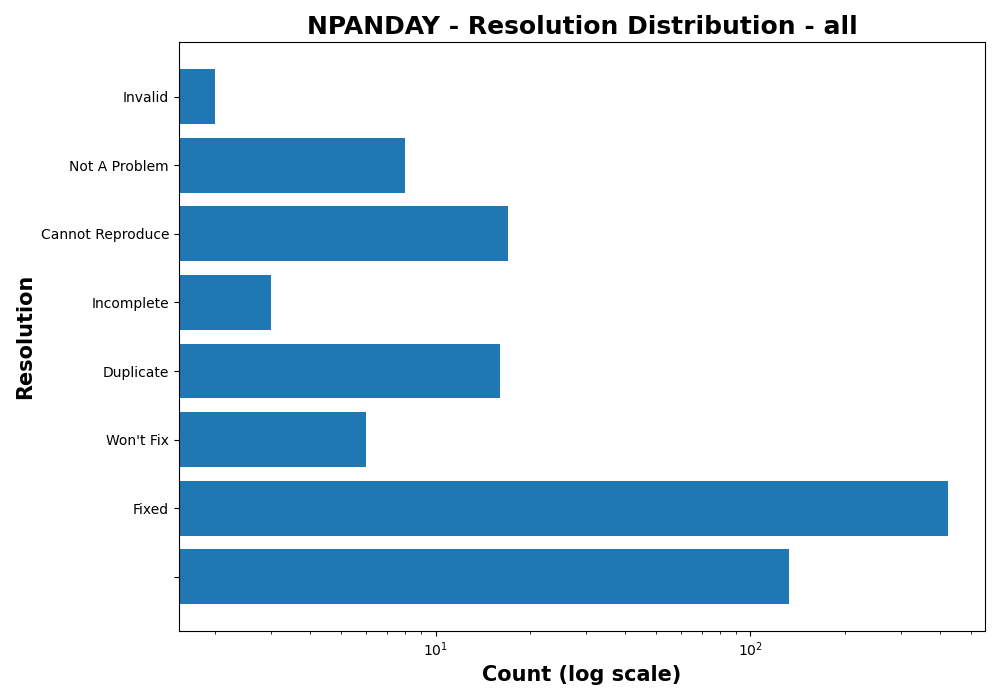 NPANDAY - Resolution Distribution - all
Invalid
Not A Problem
Cannot Reproduce
Incomplete
Duplicate
Won't Fix
Fixed
Resolution
10¹ 10²
Count (log scale)